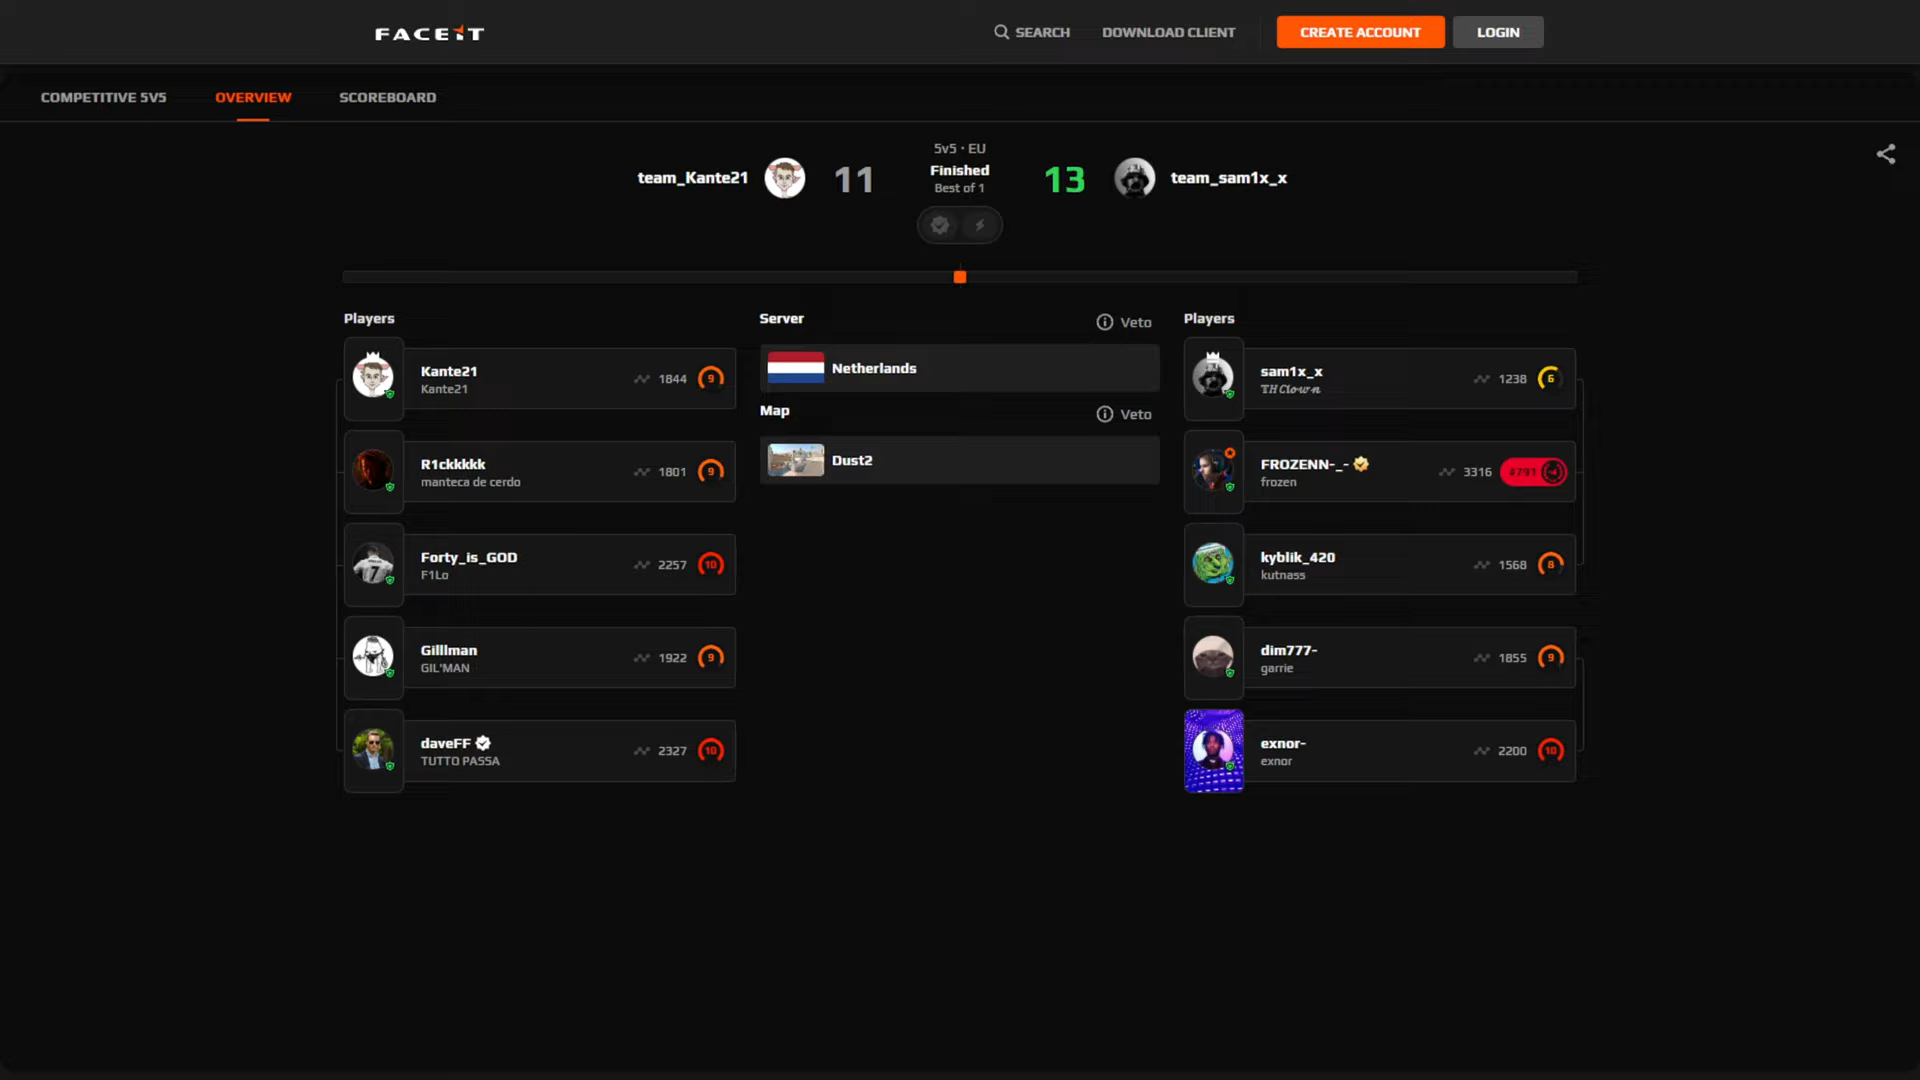 FACEIT
SEARCH
DOWNLOAD CLIENT
CREATE ACCOUNT
LOGIN
COMPETITIVE 5V5
OVERVIEW
SCOREBOARD
team_Kante21
11
5v5 · EU
Finished
Best of 1
13
team_sam1x_x
Players
Kante21
Kante21
1844
9
R1ckkkkk
manteca de cerdo
1801
9
Forty_is_GOD
F1Lo
2257
10
7
Gilllman
GIL'MAN
1922
9
daveFF
TUTTO PASSA
2327
10
Server
Veto
Netherlands
Map
Veto
Dust2
Players
sam1x_x
𝓣𝓗 𝓒𝓵𝓸𝔀𝓷
1238
6
FROZENN-_-
frozen
3316
#791
kyblik_420
kutnass
1568
8
dim777-
garrie
1855
9
exnor-
exnor
2200
10